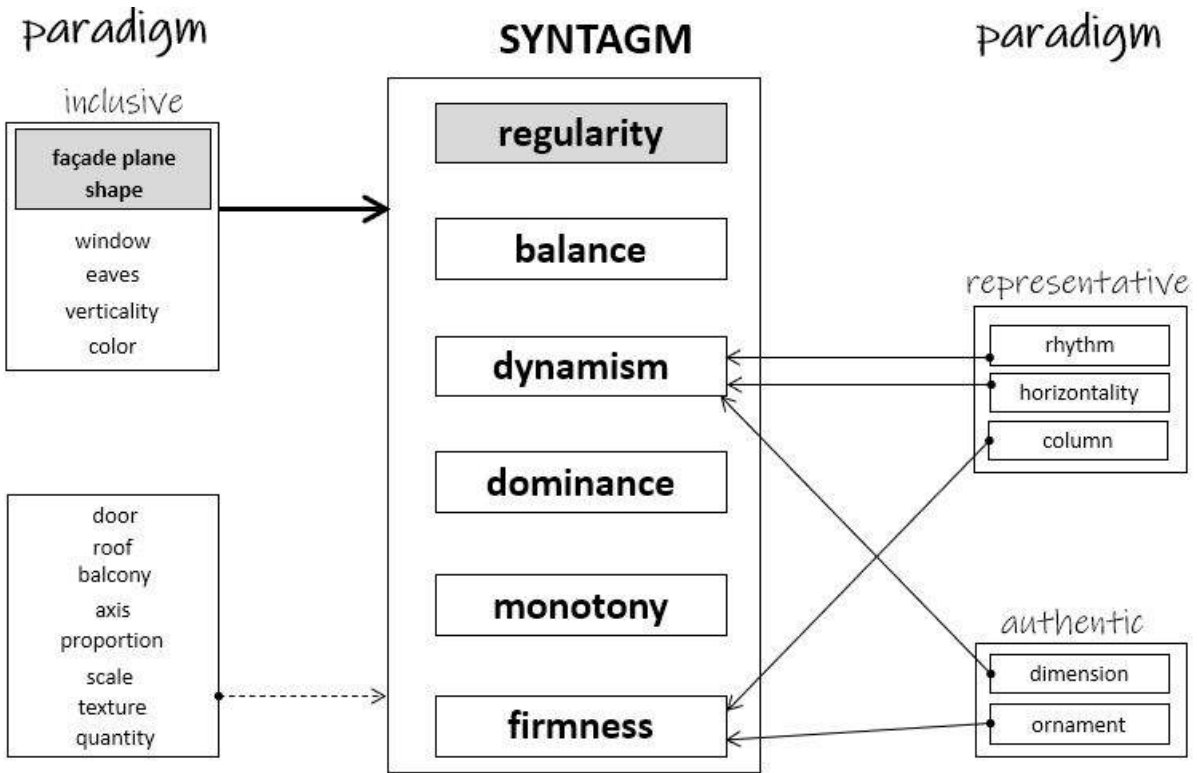 paradigm
SYNTAGM
paradigm
inclusive
façade plane
shape
window
eaves
verticality
color
door
roof
balcony
axis
proportion
scale
texture
quantity
regularity
balance
dynamism
dominance
monotony
firmness
representative
rhythm
horizontality
column
authentic
dimension
ornament